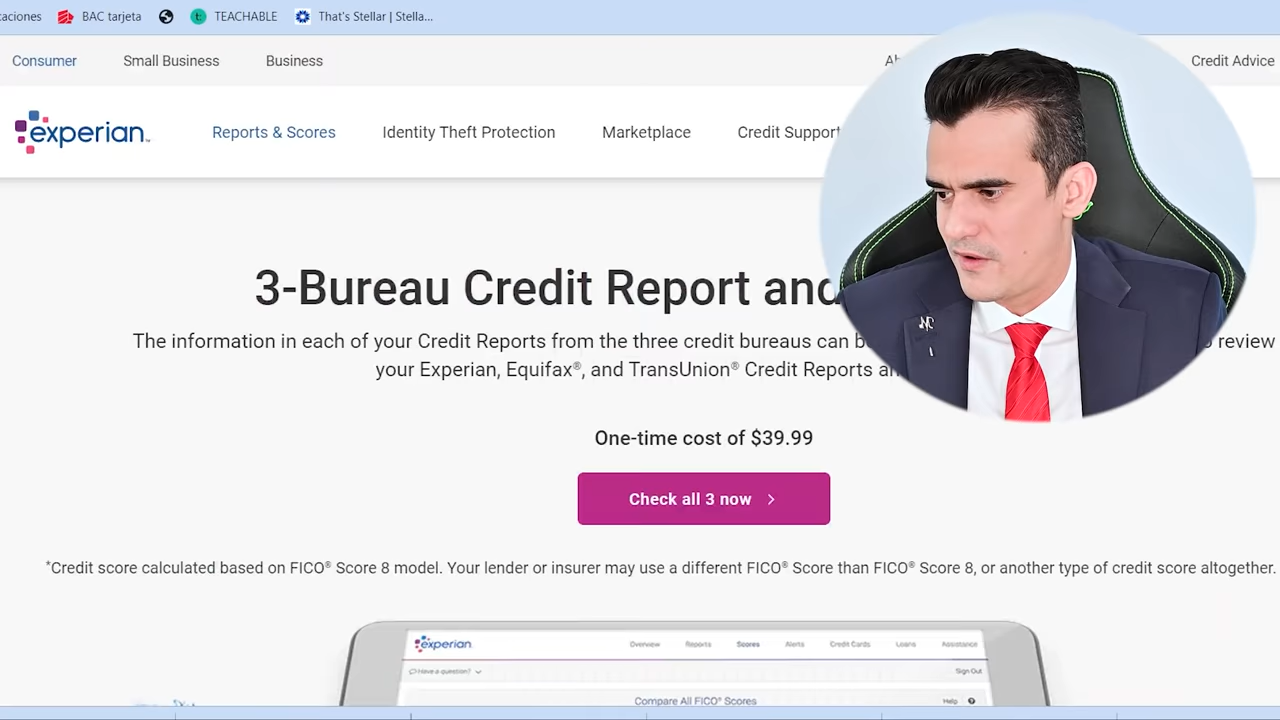 caciones BAC tarjeta TEACHABLE That's Stellar | Stella...
Consumer Small Business Business Credit Advice
experian Reports & Scores Identity Theft Protection Marketplace Credit Support
3-Bureau Credit Report and
The information in each of your Credit Reports from the three credit bureaus can review
your Experian, Equifax®, and TransUnion® Credit Reports
One-time cost of $39.99
Check all 3 now
*Credit score calculated based on FICO® Score 8 model. Your lender or insurer may use a different FICO® Score than FICO® Score 8, or another type of credit score altogether.
experian Overview Reports Scores Alerts Credit Cards Loans Assistance
Have a question? Sign Out
Compare All FICO® Scores Help